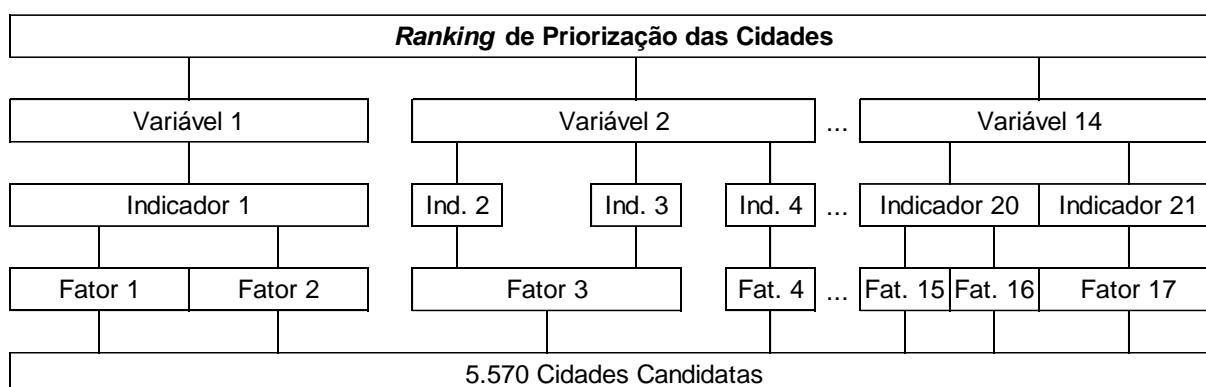 Ranking de Priorização das Cidades
Variável 1 Variável 2 ... Variável 14
Indicador 1 Ind. 2 Ind. 3 Ind. 4 ... Indicador 20 Indicador 21
Fator 1 Fator 2 Fator 3 Fat. 4 ... Fat. 15 Fat. 16 Fator 17
5.570 Cidades Candidatas